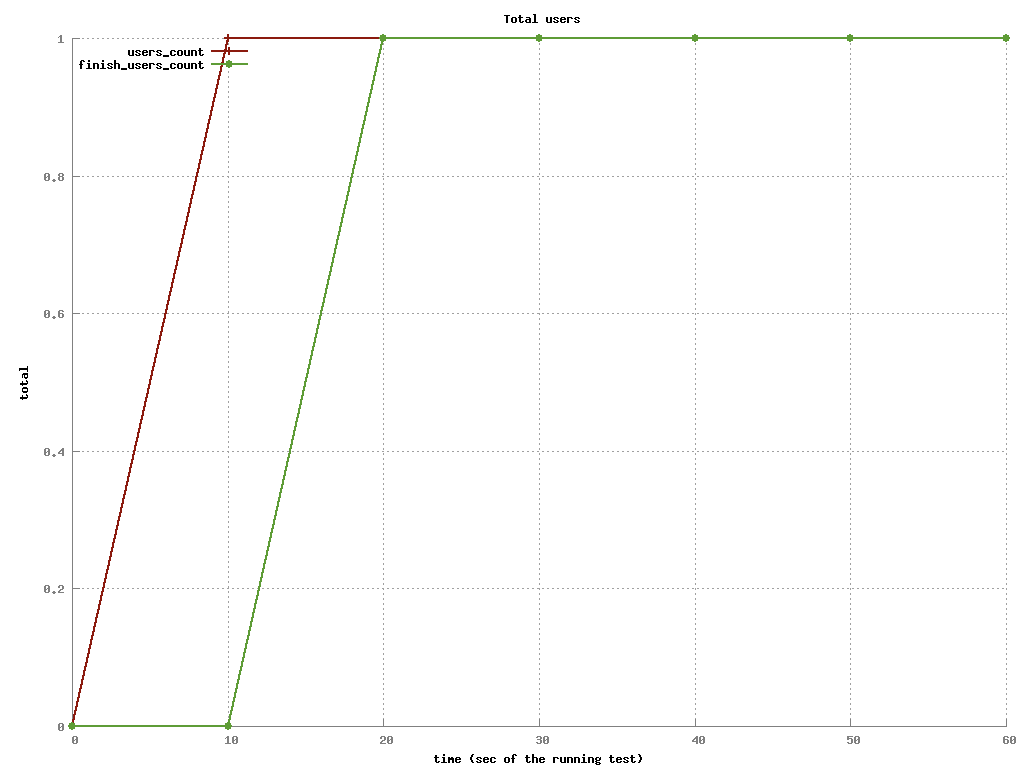 Total users
users_count
finish_users_count
1
0.8
0.6
0.4
0.2
0
total
0 10 20 30 40 50 60
time (sec of the running test)